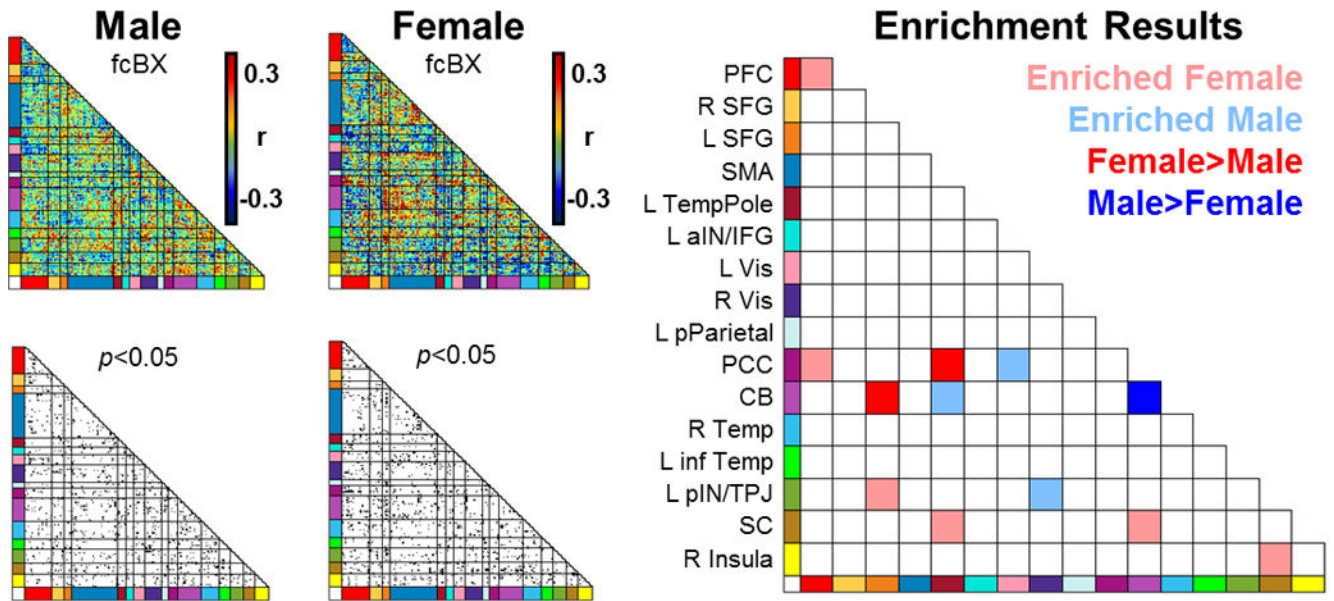 Male
fcBX
0.3
r
-0.3
Female
fcBX
0.3
r
-0.3
p<0.05
p<0.05
Enrichment Results
Enriched Female
Enriched Male
Female>Male
Male>Female
PFC
R SFG
L SFG
SMA
L TempPole
L aIN/IFG
L Vis
R Vis
L pParietal
PCC
CB
R Temp
L inf Temp
L pIN/TPJ
SC
R Insula